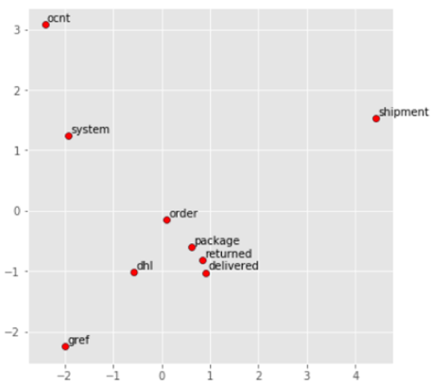 ocnt
3
2
shipment
system
1
order
0
package
returned
dhl
delivered
−1
−2
gref
−2 −1 0 1 2 3 4